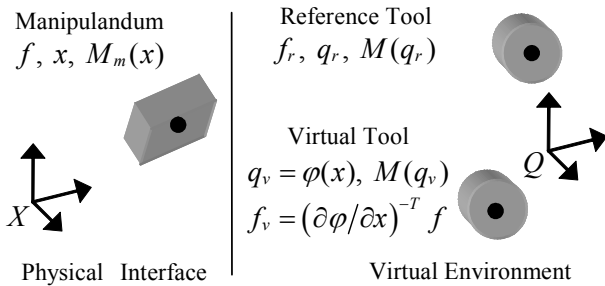 Manipulandum
f, x, M_m(x)
X
Physical Interface
Reference Tool
f_r, q_r, M(q_r)
Virtual Tool
q_v = φ(x), M(q_v)
f_v = (∂φ/∂x)^{-T} f
Q
Virtual Environment